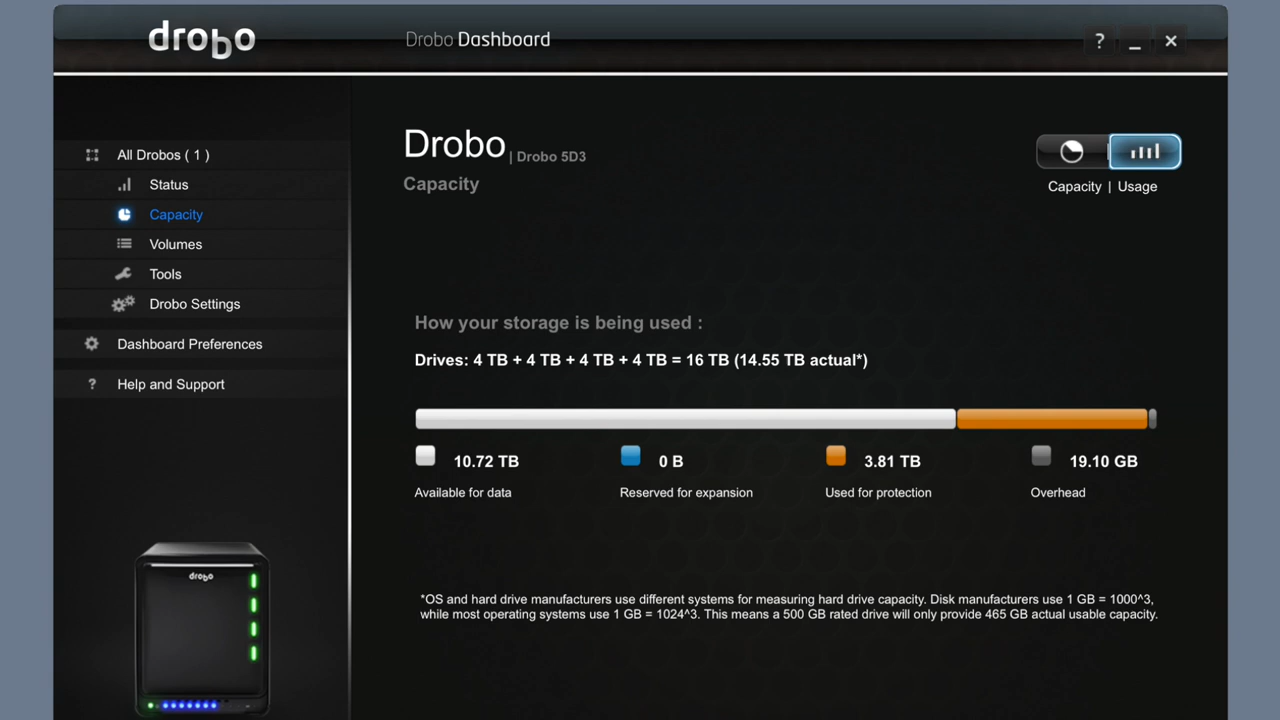 drobo
Drobo Dashboard
?
All Drobos ( 1 )
Status
Capacity
Volumes
Tools
Drobo Settings
Dashboard Preferences
? Help and Support
drobo
Drobo | Drobo 5D3
Capacity
Capacity | Usage
How your storage is being used :
Drives: 4 TB + 4 TB + 4 TB + 4 TB = 16 TB (14.55 TB actual*)
10.72 TB
Available for data
0 B
Reserved for expansion
3.81 TB
Used for protection
19.10 GB
Overhead
*OS and hard drive manufacturers use different systems for measuring hard drive capacity. Disk manufacturers use 1 GB = 1000^3,
while most operating systems use 1 GB = 1024^3. This means a 500 GB rated drive will only provide 465 GB actual usable capacity.